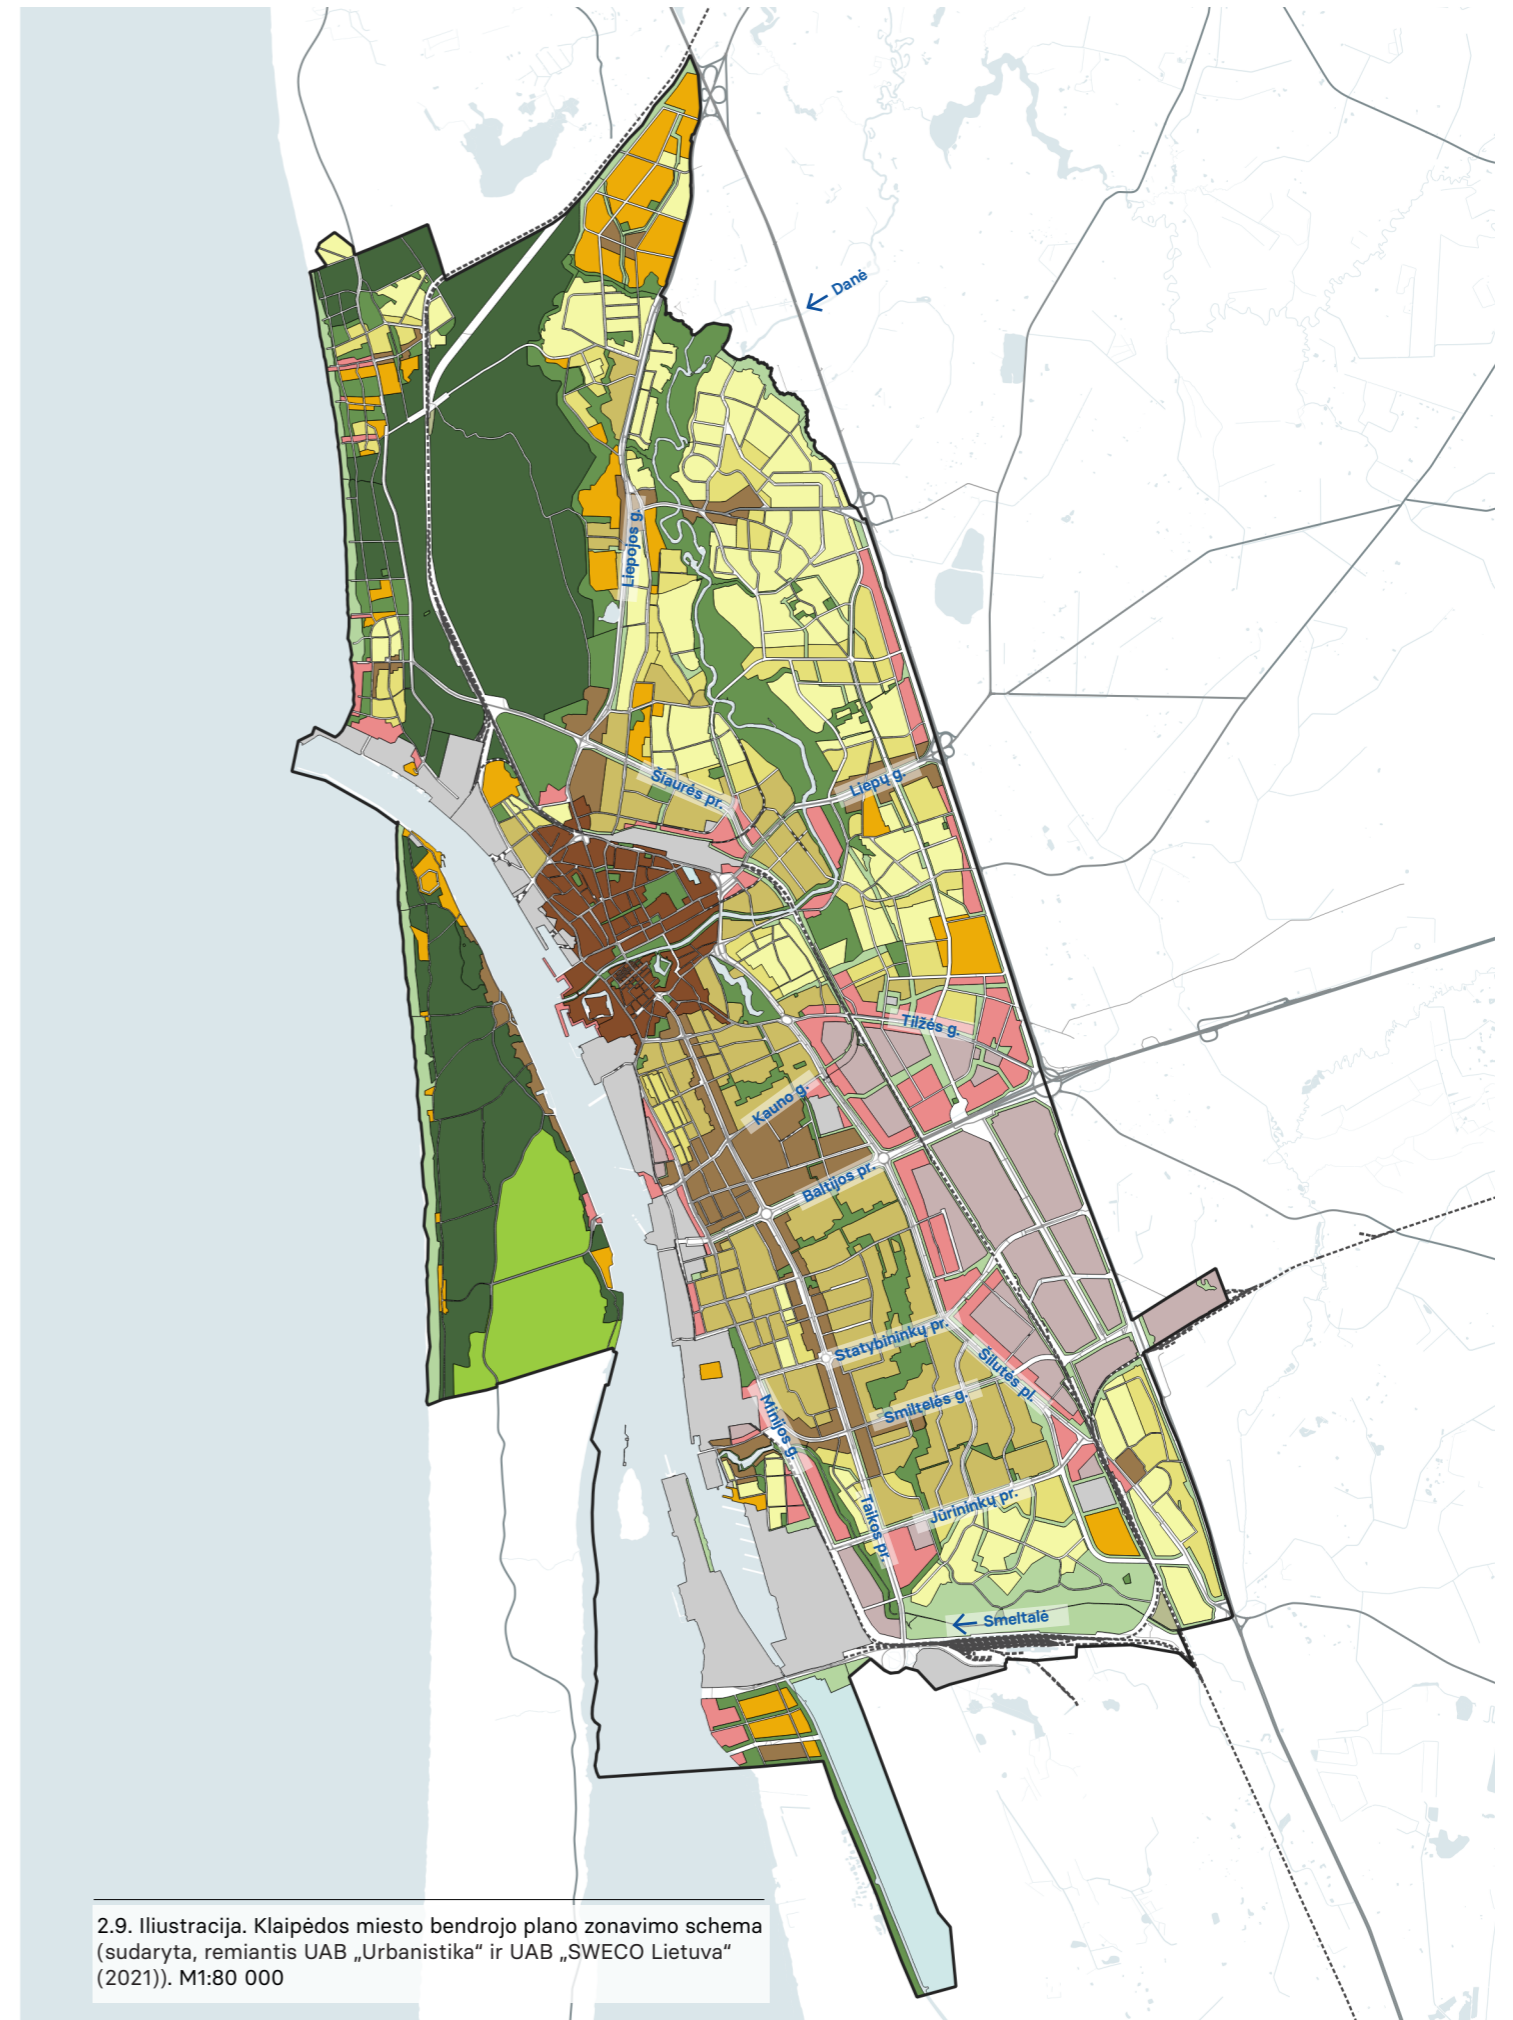 Danė
Liepojos g.
Šiaurės pr.
Liepų g.
Tilžės g.
Kauno g.
Baltijos pr.
Statybininkų pr.
Šilutės pl.
Smiltelės g.
Minijos g.
Taikos pr.
Jūrininkų pr.
Smeltalė
2.9. Iliustracija. Klaipėdos miesto bendrojo plano zonavimo schema
(sudaryta, remiantis UAB „Urbanistika“ ir UAB „SWECO Lietuva“
(2021)). M1:80 000